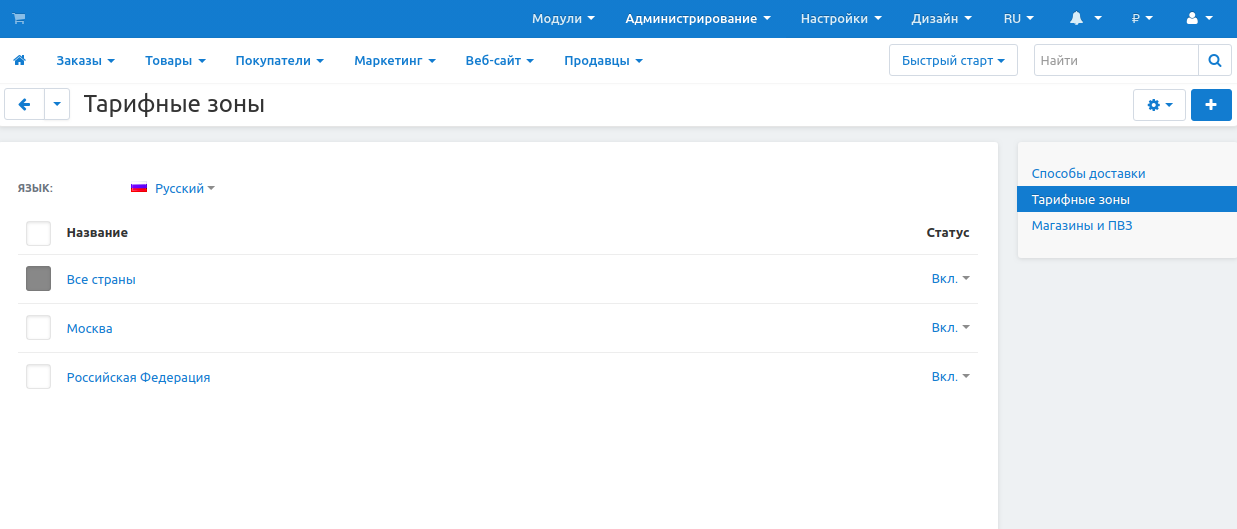 Модули Администрирование Настройки Дизайн RU ₽
Заказы Товары Покупатели Маркетинг Веб-сайт Продавцы Быстрый старт Найти
Тарифные зоны
ЯЗЫК: Русский
Название Статус
Все страны Вкл.
Москва Вкл.
Российская Федерация Вкл.
Способы доставки
Тарифные зоны
Магазины и ПВЗ